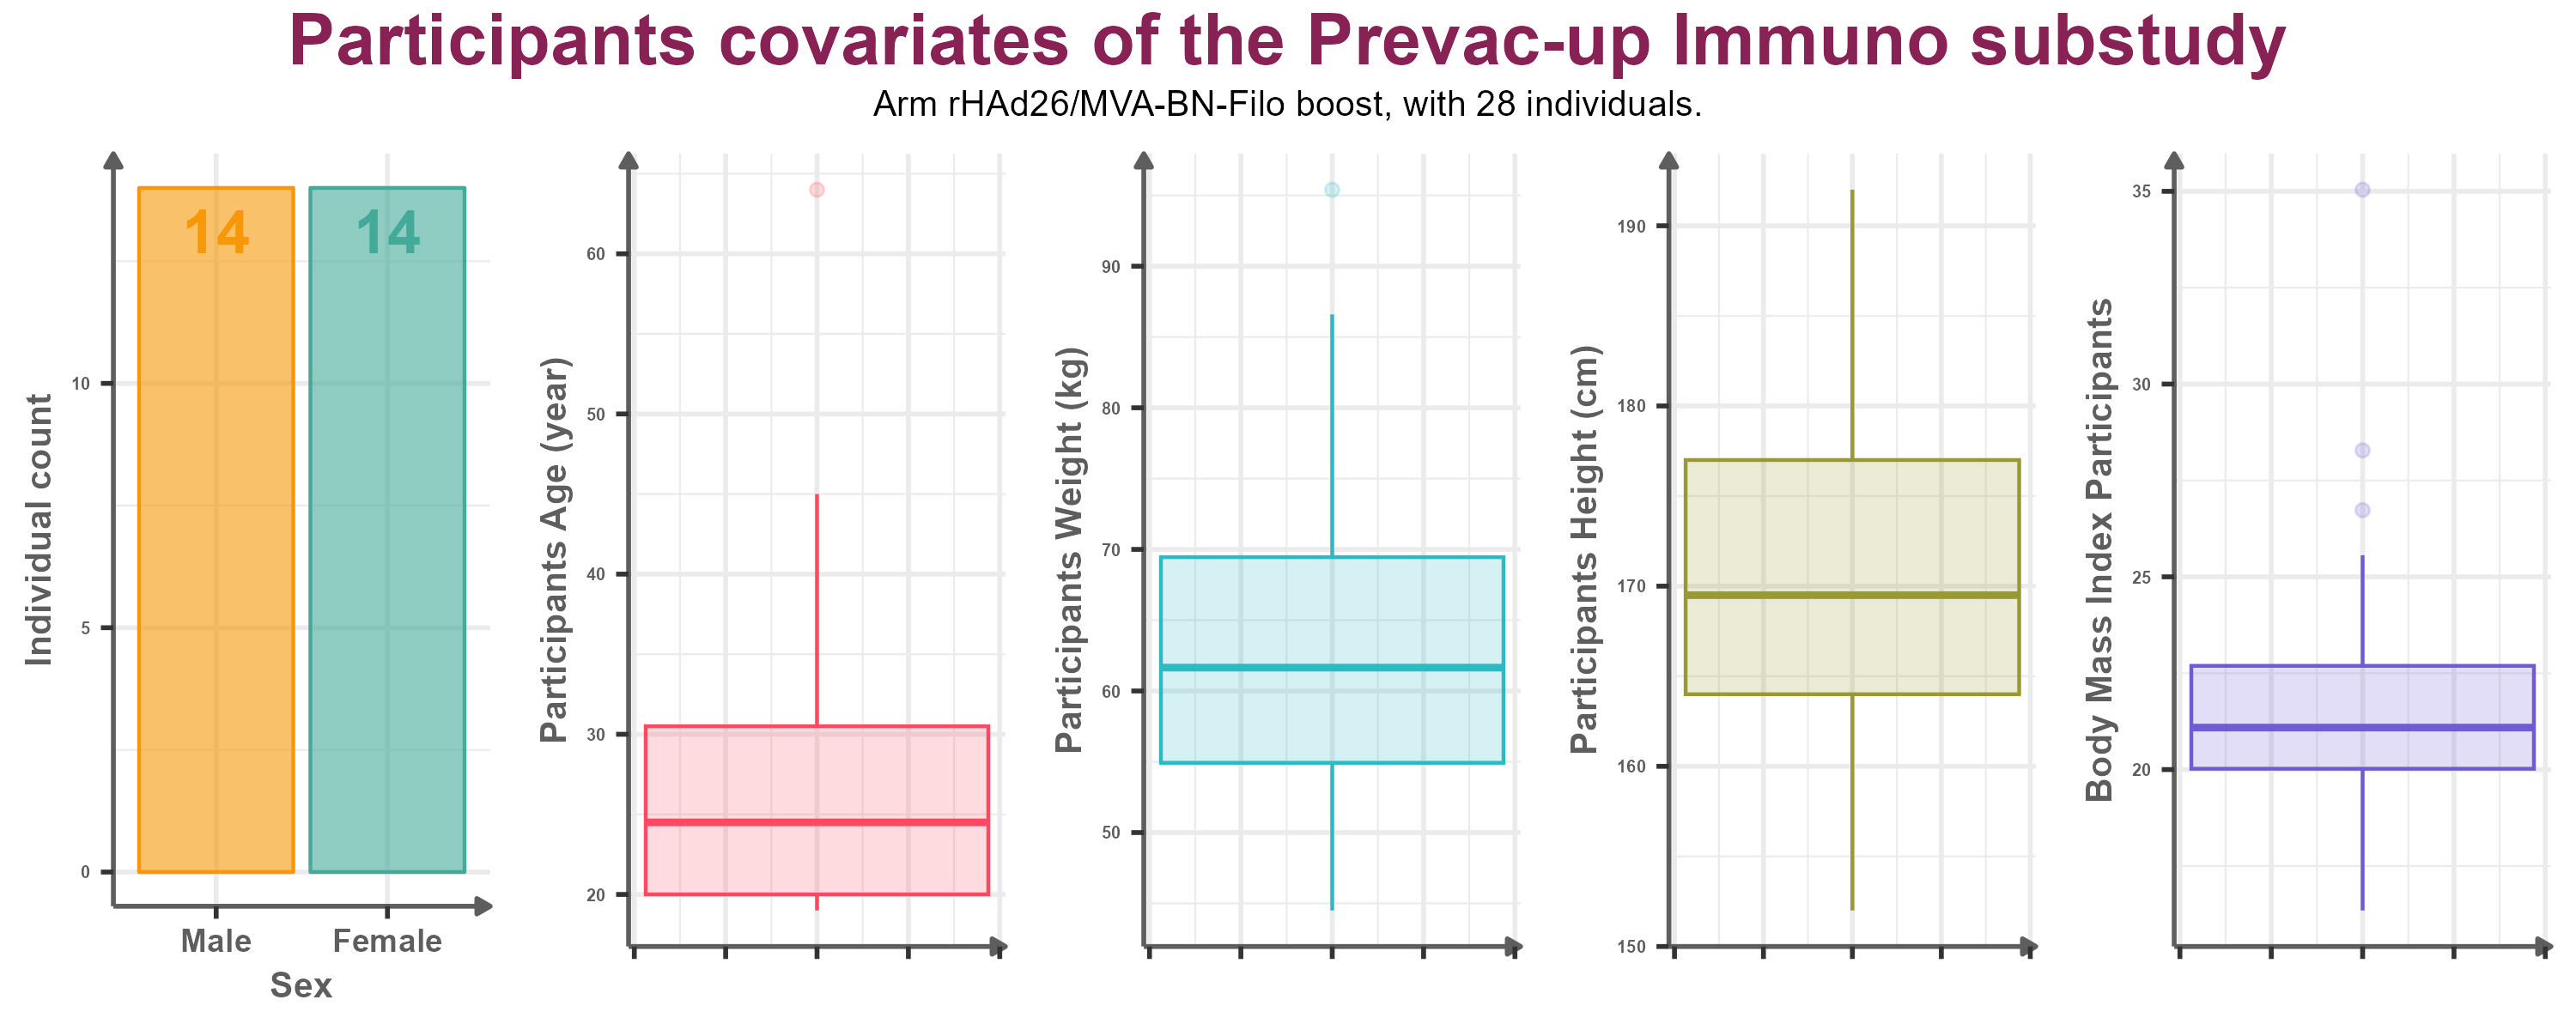 Participants covariates of the Prevac-up Immuno substudy
Arm rHAd26/MVA-BN-Filo boost, with 28 individuals.
Individual count
10
5
0
14
14
Male
Female
Sex
Participants Age (year)
60
50
40
30
20
Participants Weight (kg)
90
80
70
60
50
Participants Height (cm)
190
180
170
160
150
Body Mass Index Participants
35
30
25
20